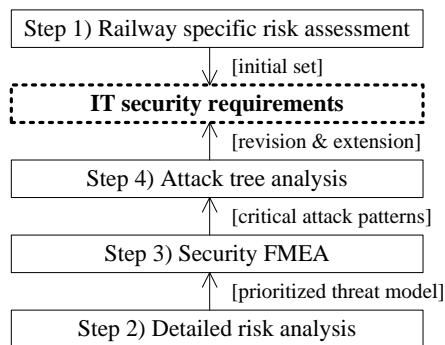 Step 1) Railway specific risk assessment
[initial set]
IT security requirements
[revision & extension]
Step 4) Attack tree analysis
[critical attack patterns]
Step 3) Security FMEA
[prioritized threat model]
Step 2) Detailed risk analysis